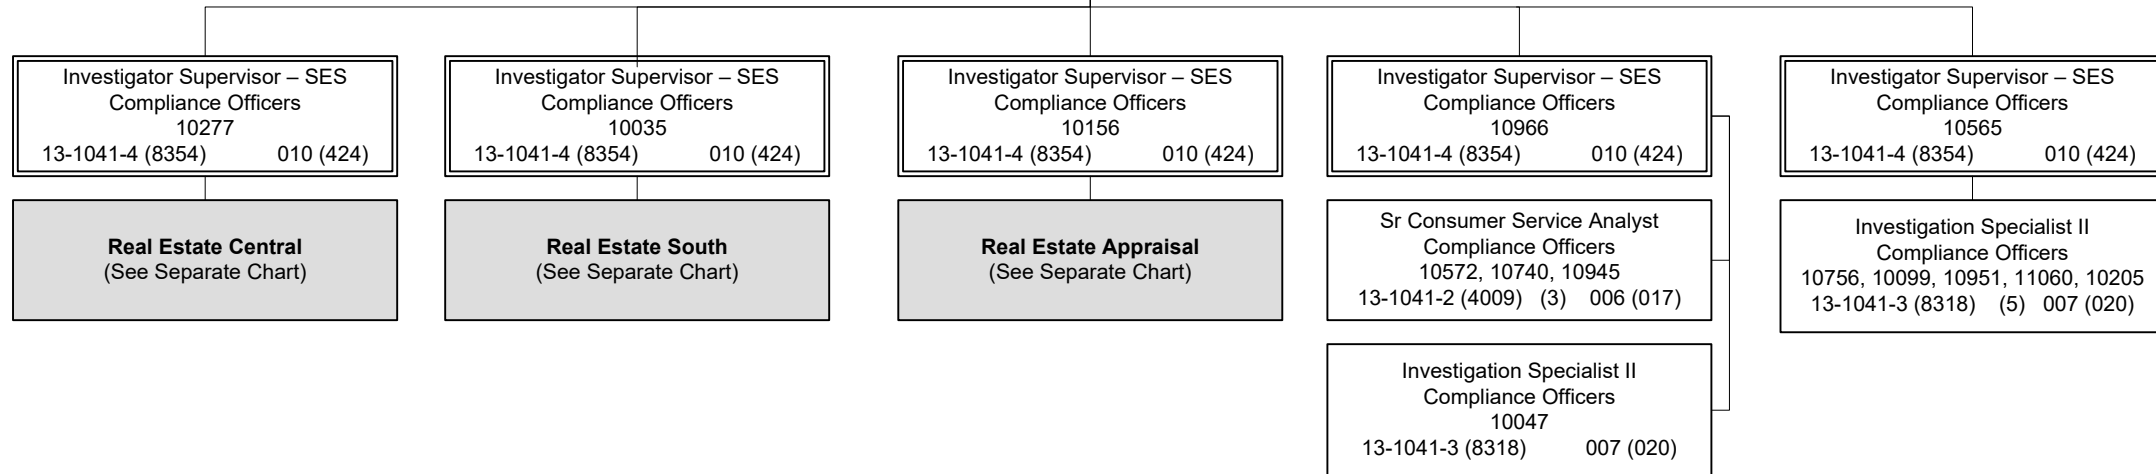 Investigator Supervisor – SES
Compliance Officers
10277
13-1041-4 (8354) 010 (424)
Real Estate Central
(See Separate Chart)
Investigator Supervisor – SES
Compliance Officers
10035
13-1041-4 (8354) 010 (424)
Real Estate South
(See Separate Chart)
Investigator Supervisor – SES
Compliance Officers
10156
13-1041-4 (8354) 010 (424)
Real Estate Appraisal
(See Separate Chart)
Investigator Supervisor – SES
Compliance Officers
10966
13-1041-4 (8354) 010 (424)
Sr Consumer Service Analyst
Compliance Officers
10572, 10740, 10945
13-1041-2 (4009) (3) 006 (017)
Investigation Specialist II
Compliance Officers
10047
13-1041-3 (8318) 007 (020)
Investigator Supervisor – SES
Compliance Officers
10565
13-1041-4 (8354) 010 (424)
Investigation Specialist II
Compliance Officers
10756, 10099, 10951, 11060, 10205
13-1041-3 (8318) (5) 007 (020)